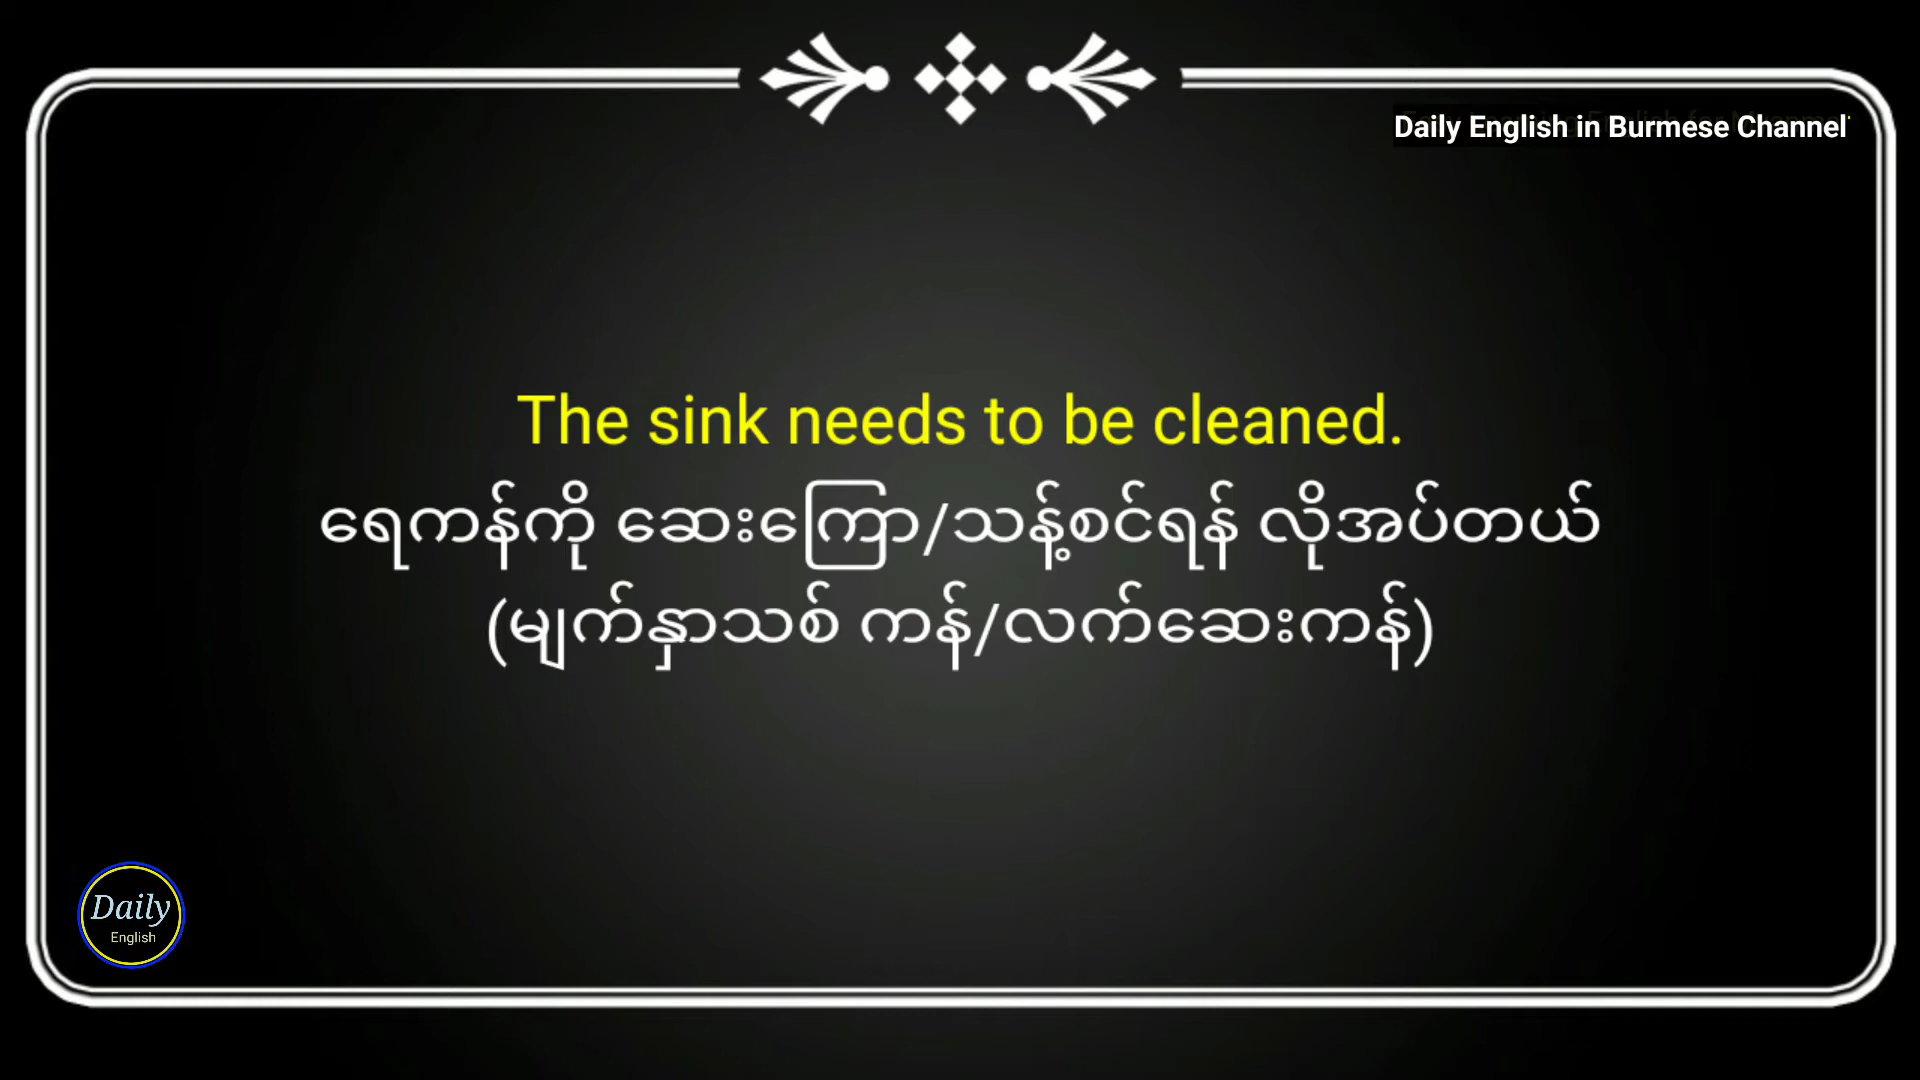 Daily English in Burmese Channel
The sink needs to be cleaned.
ရေကန်ကို ဆေးကြော/သန့်စင်ရန် လိုအပ်တယ်
(မျက်နှာသစ် ကန်/လက်ဆေးကန်)
Daily
English